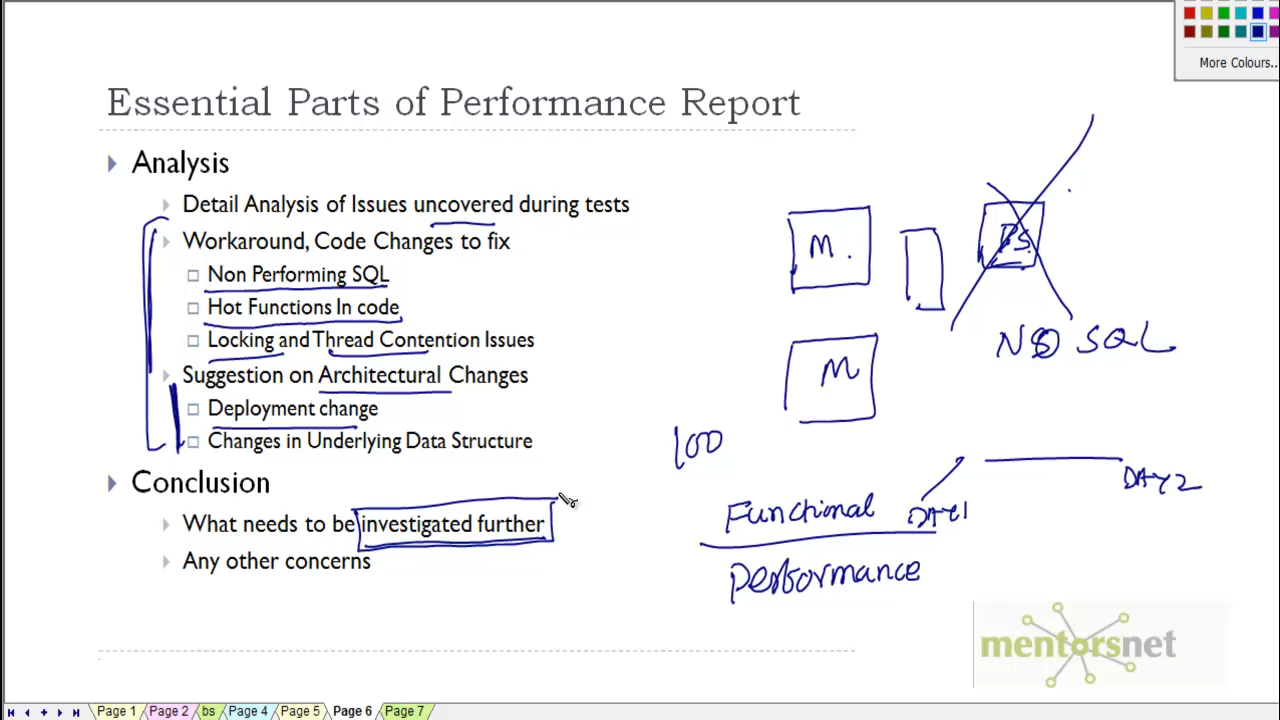 More Colours..
Essential Parts of Performance Report
Analysis
Detail Analysis of Issues uncovered during tests
Workaround, Code Changes to fix
Non Performing SQL
Hot Functions In code
Locking and Thread Contention Issues
Suggestion on Architectural Changes
Deployment change
Changes in Underlying Data Structure
Conclusion
What needs to be investigated further
Any other concerns
M.
M
NO SQL
100
Functional
DAY1
DAY2
Performance
mentorsnet
Page 1 Page 2 bs Page 4 Page 5 Page 6 Page 7